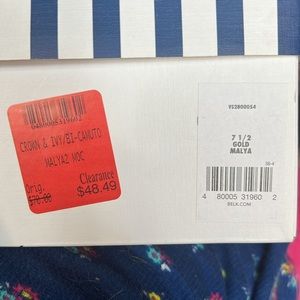 480005319602
CROWN & IVY/BI-CAMUTO
MALYA2 MOC
Clearance
Orig.
$70.00
$48.49
YS2800054
7 1/2
GOLD
MALYA
4 80005 31960 2
BELK.COM